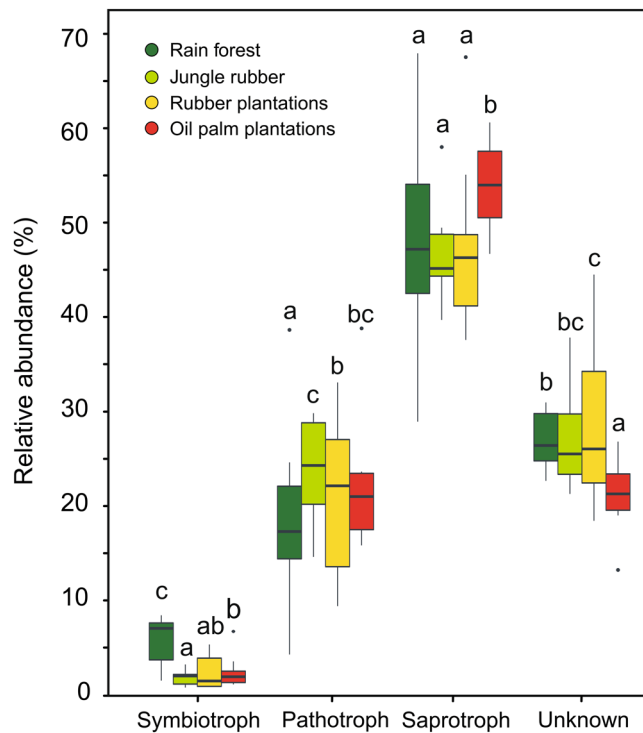 Relative abundance (%)
70
60
50
40
30
20
10
0
Rain forest
Jungle rubber
Rubber plantations
Oil palm plantations
c
a
ab
b
a
c
b
bc
a
a
a
b
b
bc
c
a
Symbiotroph Pathotroph Saprotroph Unknown